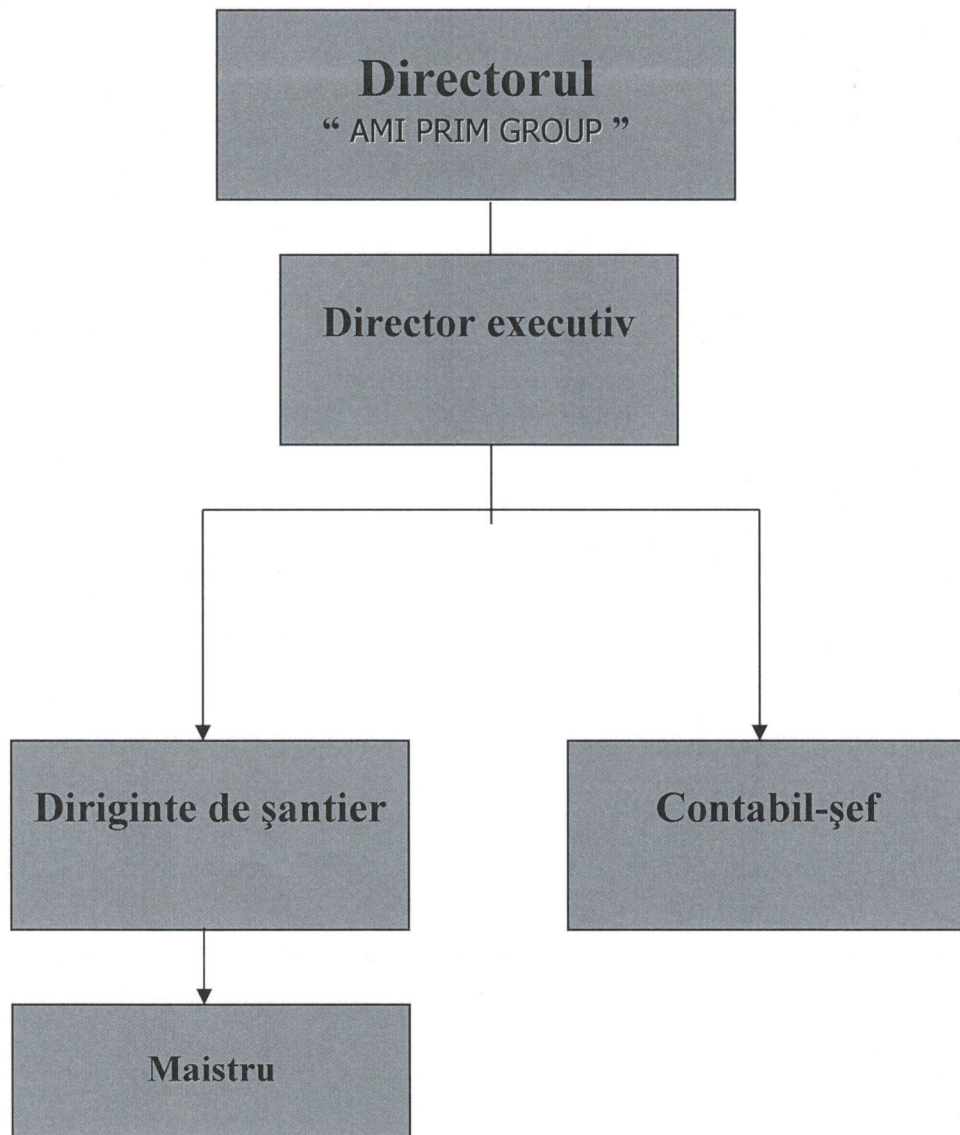 Directorul
“ AMI PRIM GROUP ”
Director executiv
Diriginte de şantier
Contabil-şef
Maistru